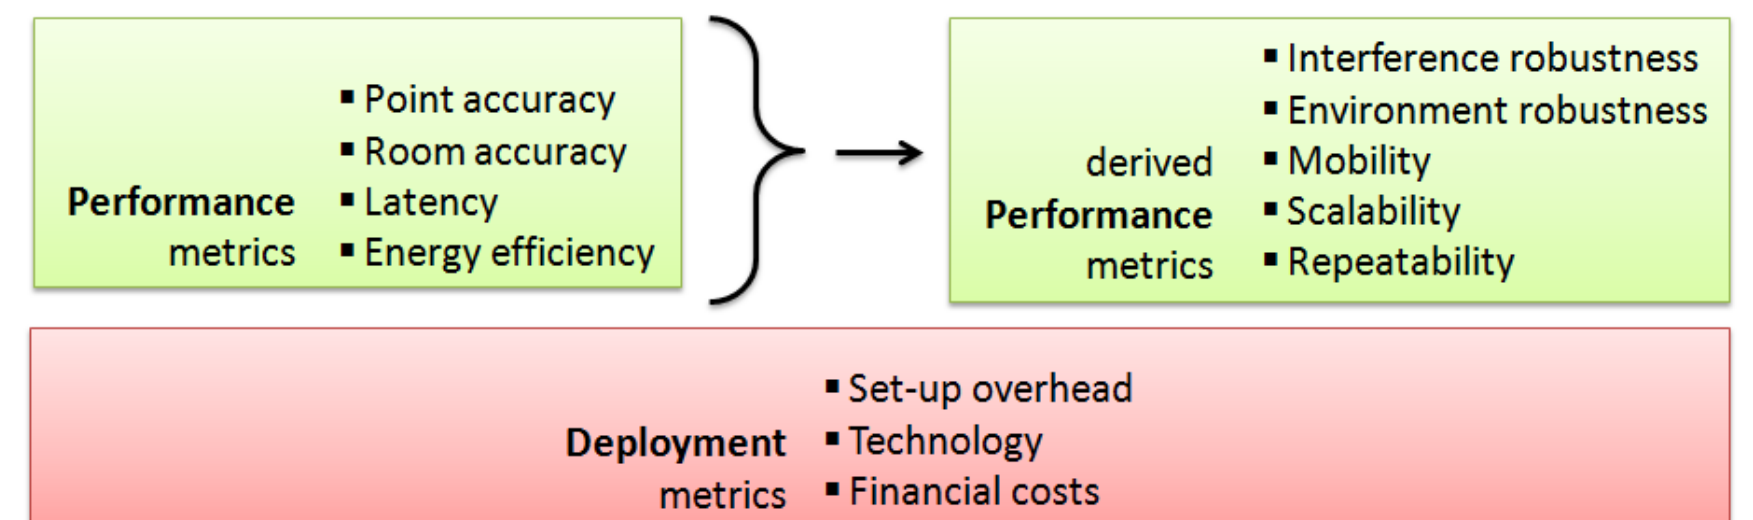 ▪ Point accuracy
▪ Room accuracy
Performance ▪ Latency
metrics ▪ Energy efficiency
▪ Interference robustness
▪ Environment robustness
derived ▪ Mobility
Performance ▪ Scalability
metrics ▪ Repeatability
▪ Set-up overhead
Deployment ▪ Technology
metrics ▪ Financial costs